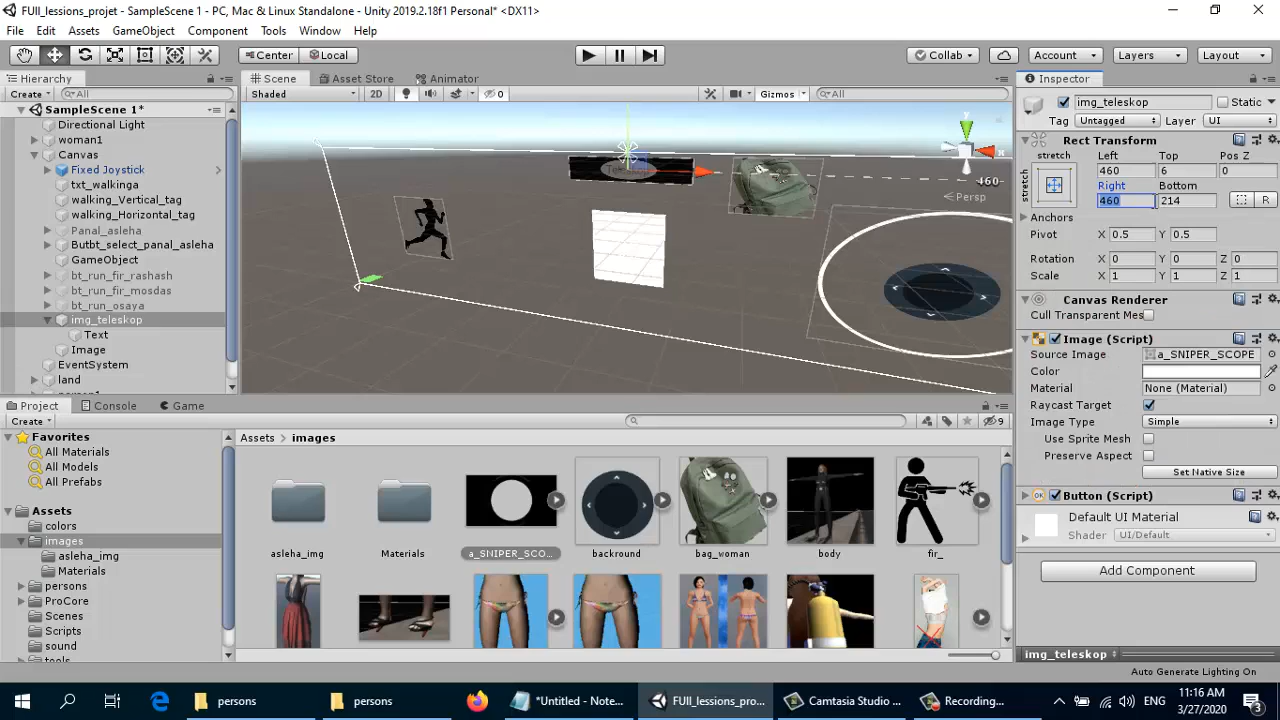 FUll_lessions_projet - SampleScene 1 - PC, Mac & Linux Standalone - Unity 2019.2.18f1 Personal* <DX11>
File Edit Assets GameObject Component Tools Window Help
Center Local Collab Account Layers Layout
Hierarchy Scene Asset Store Animator Inspector
Create All Shaded 2D 0 Gizmos All
img_teleskop Static
Tag Untagged Layer UI
SampleScene 1*
Directional Light
woman1
Canvas
Fixed Joystick
txt_walkinga
walking_Vertical_tag
walking_Horizontal_tag
Panal_asleha
Butbt_select_panal_asleha
GameObject
bt_run_fir_rashash
bt_run_fir_mosdas
bt_run_osaya
img_teleskop
Text
Image
EventSystem
land
y
x
-460-
Persp
Rect Transform
stretch Left Top Pos Z
stretch 460 6 0
Right Bottom
460 214 R
Anchors
Pivot X 0.5 Y 0.5
Rotation X 0 Y 0 Z 0
Scale X 1 Y 1 Z 1
Canvas Renderer
Cull Transparent Mes
Image (Script)
Source Image a_SNIPER_SCOPE
Color
Material None (Material)
Raycast Target
Image Type Simple
Use Sprite Mesh
Preserve Aspect
Set Native Size
Button (Script)
Default UI Material
Shader UI/Default
Add Component
img_teleskop
Project Console Game
Create 9
Favorites
All Materials
All Models
All Prefabs
Assets
colors
images
asleha_img
Materials
persons
ProCore
Scenes
Scripts
sound
tools
Assets images
asleha_img Materials a_SNIPER_SCO... backround bag_woman body fir_
Auto Generate Lighting On
persons persons *Untitled - Note... FUll_lessions_pro... Camtasia Studio ... Recording... ENG 11:16 AM
3/27/2020 3